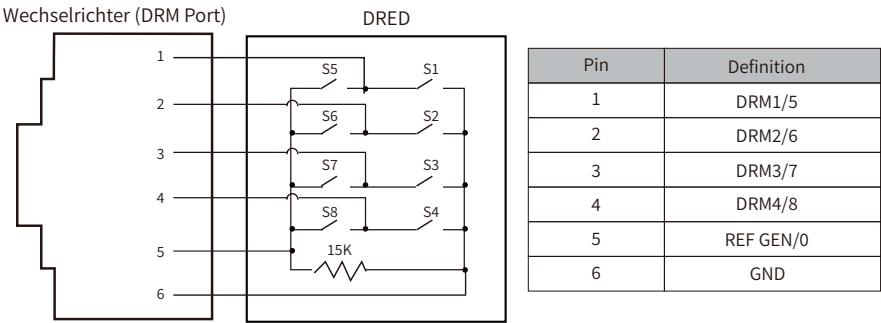 Wechselrichter (DRM Port)
DRED
1
2
3
4
5
6
S5
S1
S6
S2
S7
S3
S8
S4
15K
Pin Definition
1 DRM1/5
2 DRM2/6
3 DRM3/7
4 DRM4/8
5 REF GEN/0
6 GND